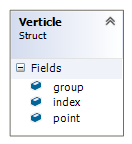 Verticle
Struct
Fields
group
index
point